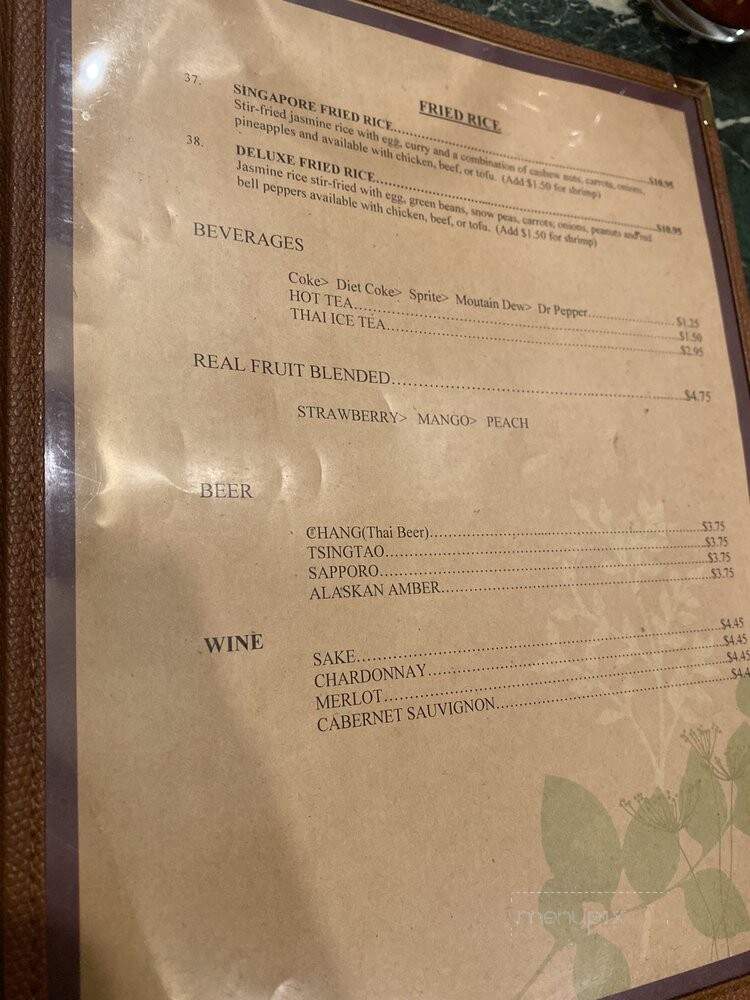 FRIED RICE
37. SINGAPORE FRIED RICE..........$10.95
Stir-fried jasmine rice with egg, curry and a combination of cashew nuts, carrots, onions,
pineapples and available with chicken, beef, or tofu. (Add $1.50 for shrimp)
38. DELUXE FRIED RICE..........$10.95
Jasmine rice stir-fried with egg, green beans, snow peas, carrots, onions, peanuts and red
bell peppers available with chicken, beef, or tofu. (Add $1.50 for shrimp)
BEVERAGES
Coke> Diet Coke> Sprite> Moutain Dew> Dr Pepper..........$1.25
HOT TEA..........$1.50
THAI ICE TEA..........$2.95
REAL FRUIT BLENDED..........$4.75
STRAWBERRY> MANGO> PEACH
BEER
CHANG(Thai Beer)..........$3.75
TSINGTAO..........$3.75
SAPPORO..........$3.75
ALASKAN AMBER..........$3.75
WINE
SAKE..........$4.45
CHARDONNAY..........$4.45
MERLOT..........$4.45
CABERNET SAUVIGNON..........$4.4
menupix